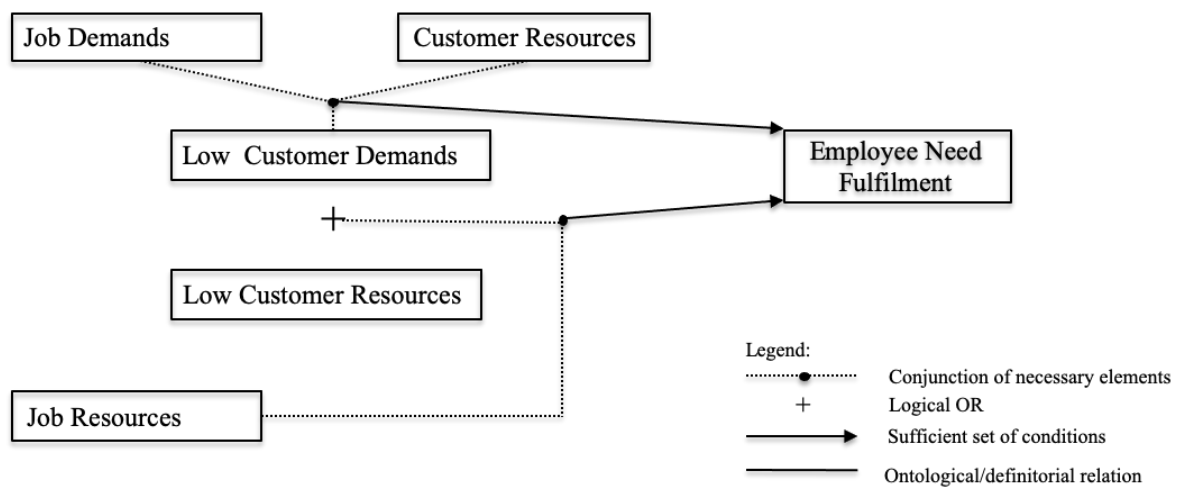 Job Demands
Customer Resources
Low Customer Demands
Employee Need
Fulfilment
+
Low Customer Resources
Job Resources
Legend:
Conjunction of necessary elements
+ Logical OR
Sufficient set of conditions
Ontological/definitorial relation